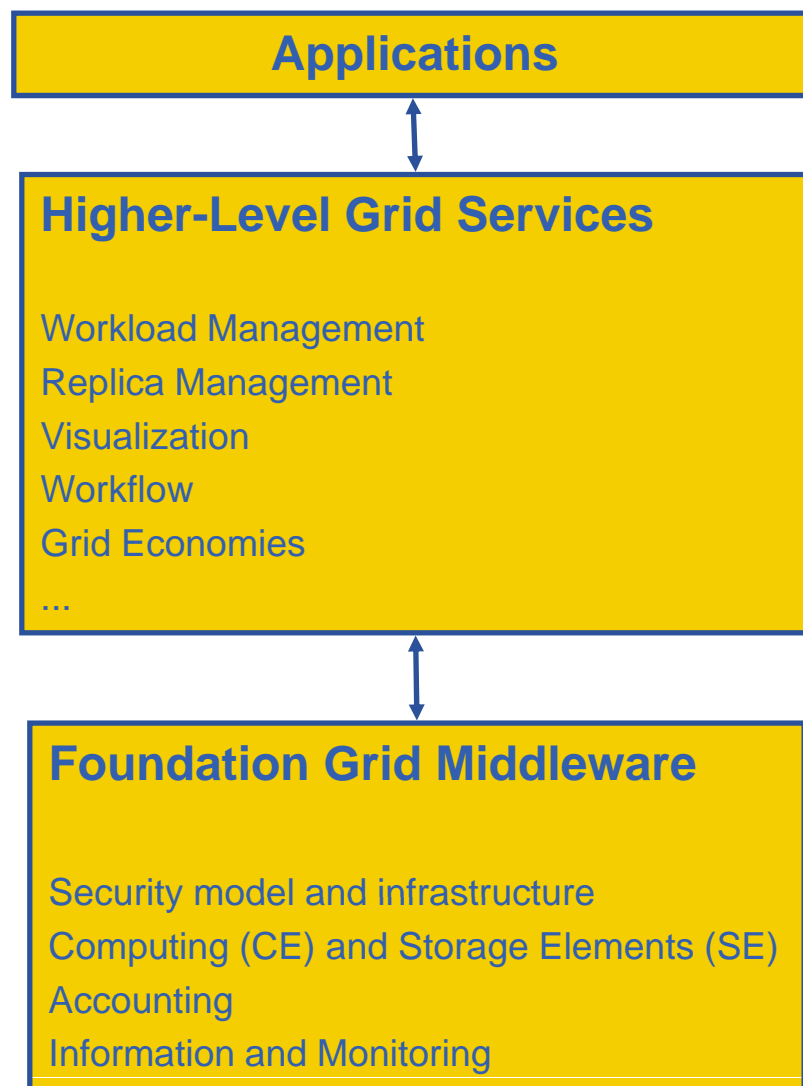 Applications
Higher-Level Grid Services
Workload Management
Replica Management
Visualization
Workflow
Grid Economies
...
Foundation Grid Middleware
Security model and infrastructure
Computing (CE) and Storage Elements (SE)
Accounting
Information and Monitoring